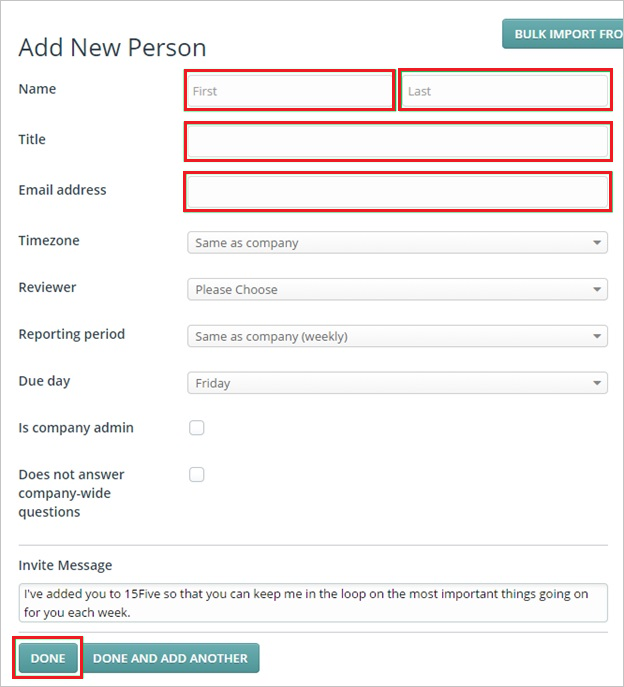 BULK IMPORT FRO
Add New Person
Name
First
Last
Title
Email address
Timezone
Same as company
Reviewer
Please Choose
Reporting period
Same as company (weekly)
Due day
Friday
Is company admin
Does not answer
company-wide
questions
Invite Message
I've added you to 15Five so that you can keep me in the loop on the most important things going on
for you each week.
DONE
DONE AND ADD ANOTHER